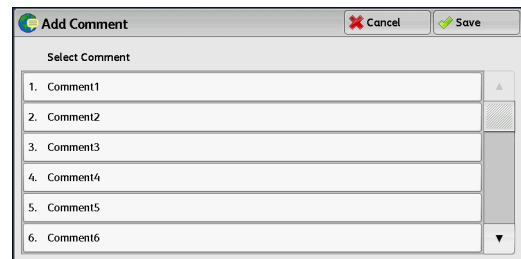 Add Comment
Cancel
Save
Select Comment
1. Comment1
2. Comment2
3. Comment3
4. Comment4
5. Comment5
6. Comment6